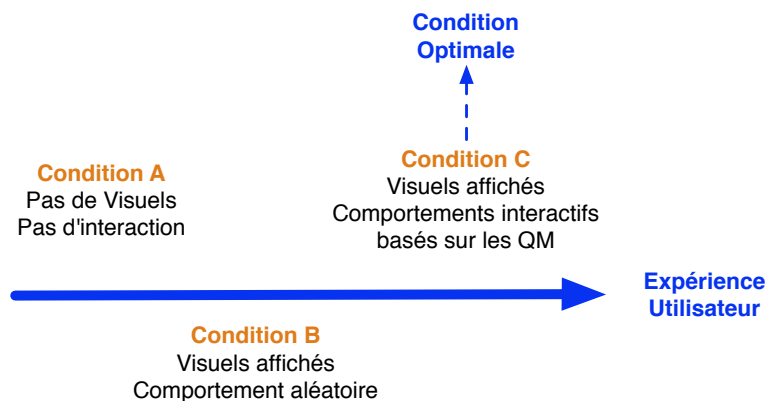 Condition
Optimale
Condition A
Pas de Visuels
Pas d'interaction
Condition C
Visuels affichés
Comportements interactifs
basés sur les QM
Expérience
Utilisateur
Condition B
Visuels affichés
Comportement aléatoire